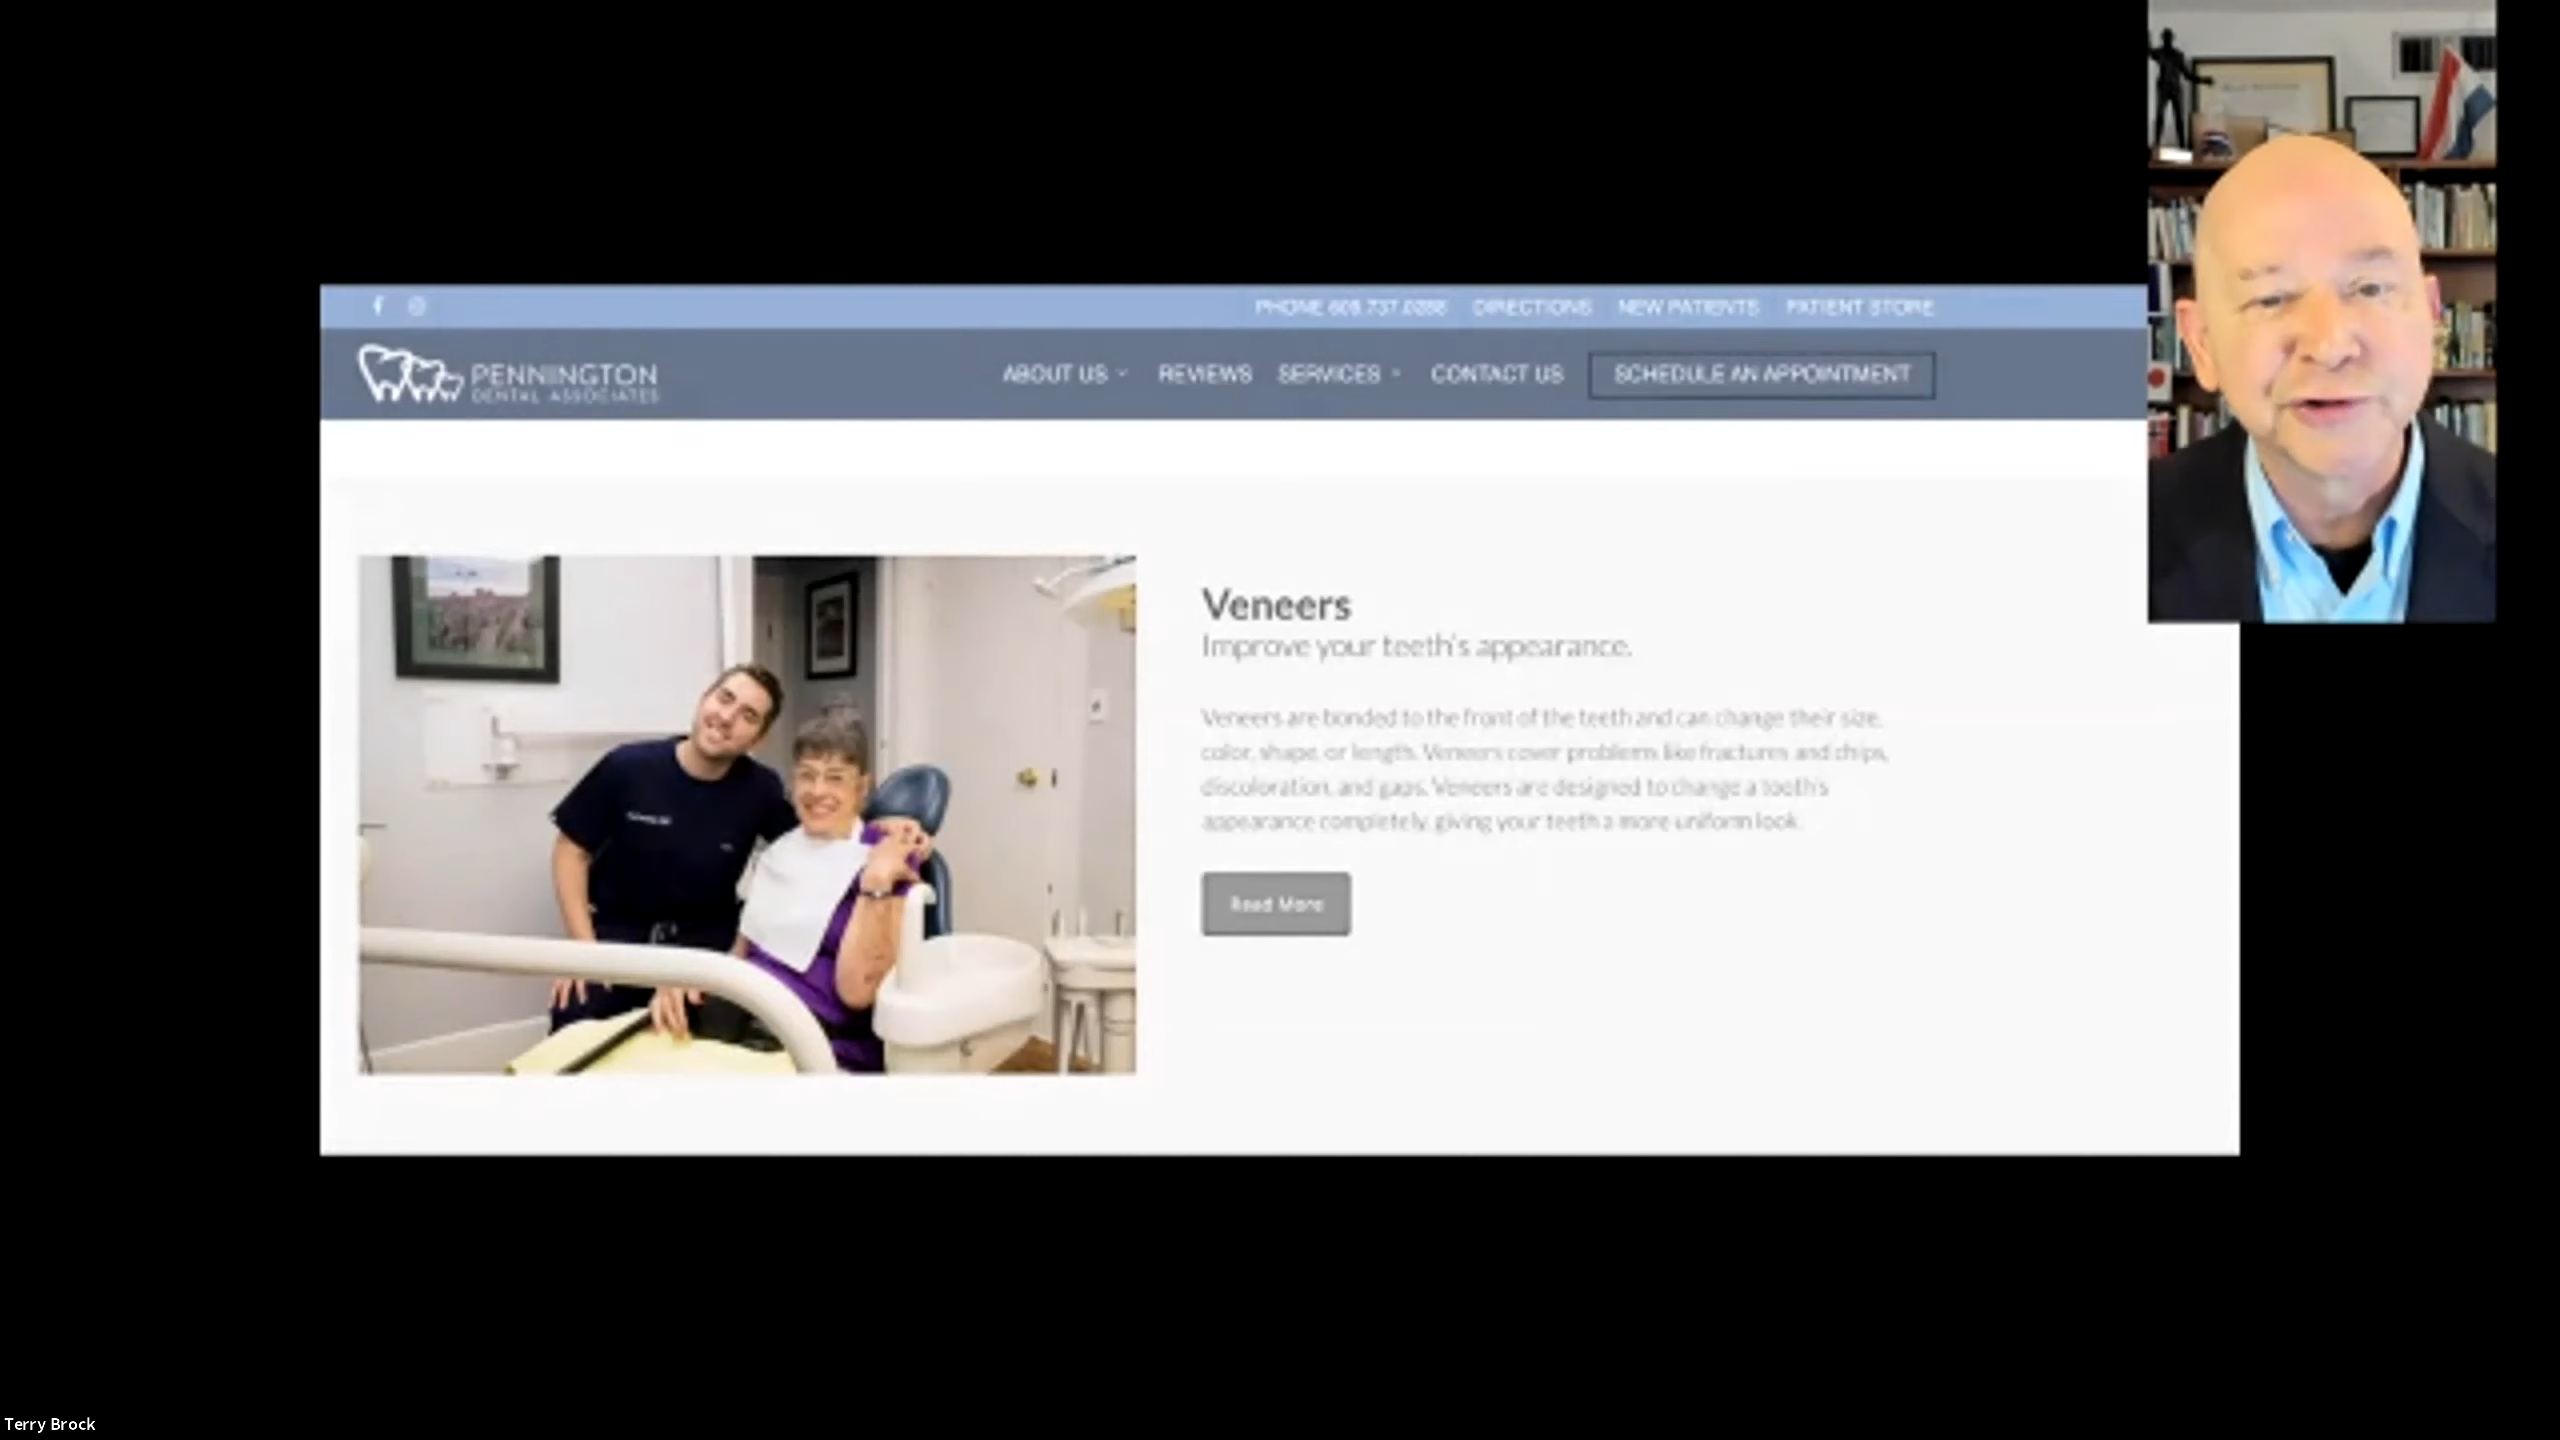 PHONE 609.737.0288 DIRECTIONS NEW PATIENTS PATIENT STORE
PENNINGTON
DENTAL ASSOCIATES
ABOUT US REVIEWS SERVICES CONTACT US SCHEDULE AN APPOINTMENT
Veneers
Improve your teeth's appearance.
Veneers are bonded to the front of the teeth and can change their size,
color, shape, or length. Veneers cover problems like fractures and chips,
discoloration, and gaps. Veneers are designed to change a tooth's
appearance completely, giving your teeth a more uniform look.
Read More
Terry Brock